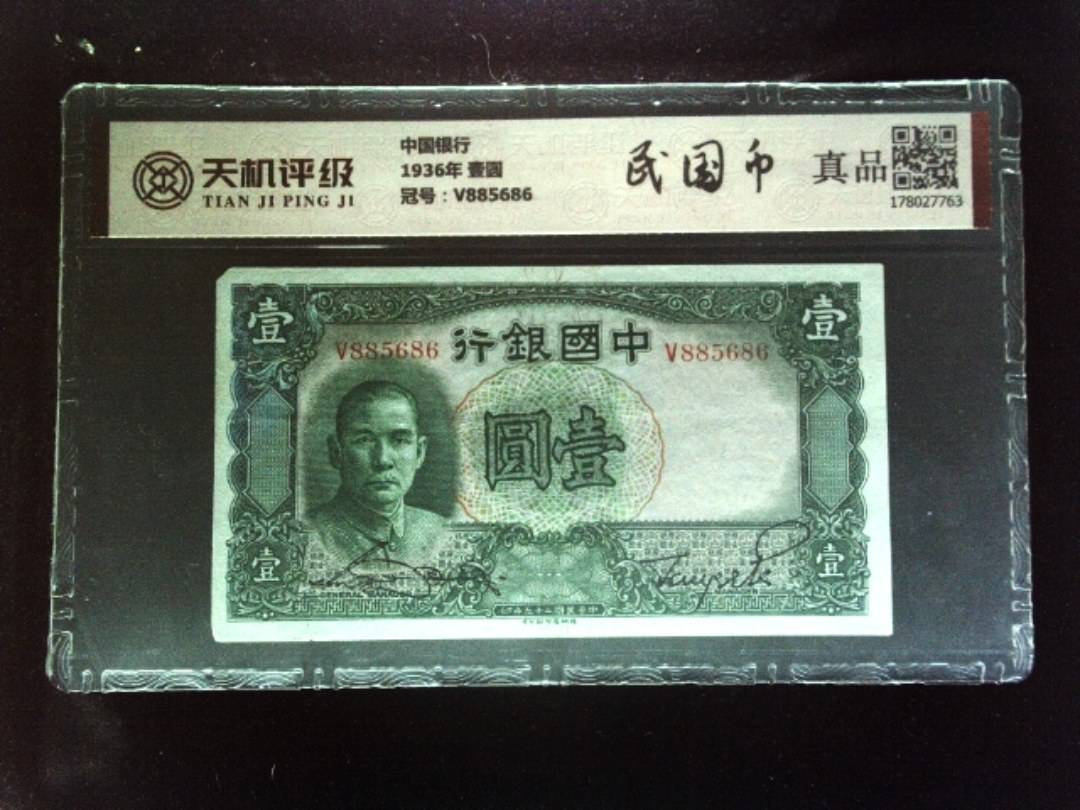 天机评级
TIAN JI PING JI
中国银行
1936年 壹圆
冠号：V885686
民国币
真品
178027763
壹
壹
V885686
行銀國中
V885686
圓壹
壹
壹
GENERAL MANAGER